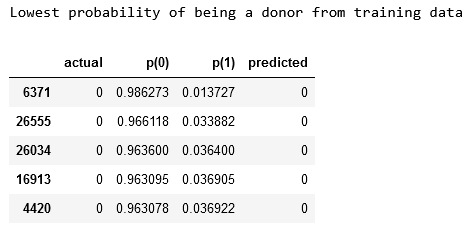 Lowest probability of being a donor from training data
actual p(0) p(1) predicted
6371 0 0.986273 0.013727 0
26555 0 0.966118 0.033882 0
26034 0 0.963600 0.036400 0
16913 0 0.963095 0.036905 0
4420 0 0.963078 0.036922 0